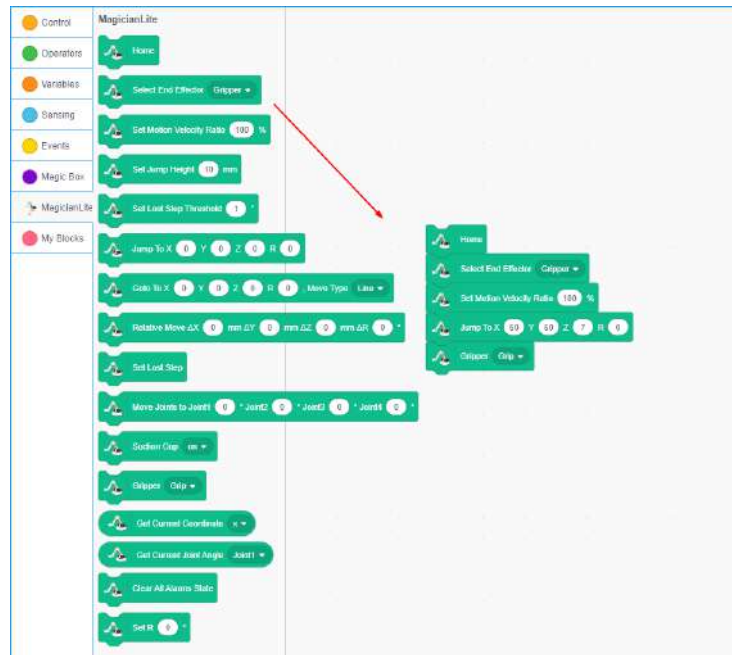 Control
Operators
Variables
Sensing
Events
Magic Box
MagicianLite
My Blocks
MagicianLite
Home
Select End Effector Gripper
Set Motion Velocity Ratio 100 %
Set Jump Height 10 mm
Set Lost Step Threshold 1 °
Jump To X 0 Y 0 Z 0 R 0
Goto To X 0 Y 0 Z 0 R 0 , Move Type Line
Relative Move ΔX 0 mm ΔY 0 mm ΔZ 0 mm ΔR 0 °
Set Lost Step
Move Joints to Joint1 0 ° Joint2 0 ° Joint3 0 ° Joint4 0 °
Suction Cup on
Gripper Grip
Get Current Coordinate x
Get Current Joint Angle Joint1
Clear All Alarms State
Set R 0 °
Home
Select End Effector Gripper
Set Motion Velocity Ratio 100 %
Jump To X Y Z 7 R
Gripper Grip